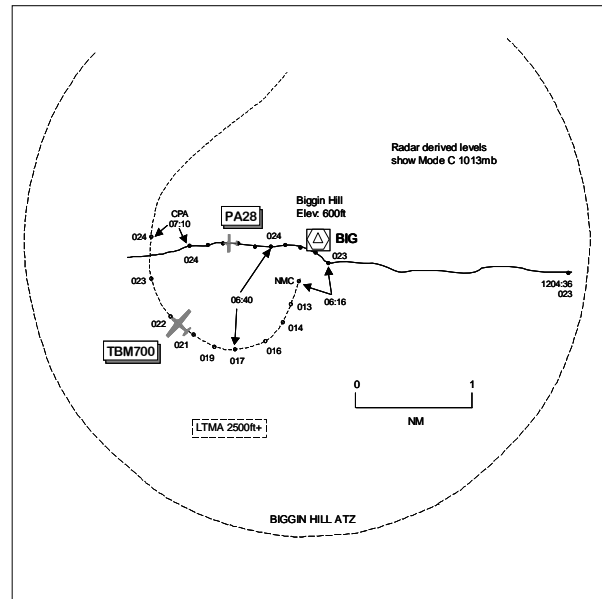 Radar derived levels
show Mode C 1013mb
CPA
07:10
PA28
Biggin Hill
Elev: 600ft
BIG
024
024
024
023
1204:36
023
023
NMC
06:16
06:40
013
022
014
021
TBM700
019
017
016
0
1
NM
LTMA 2500ft+
BIGGIN HILL ATZ